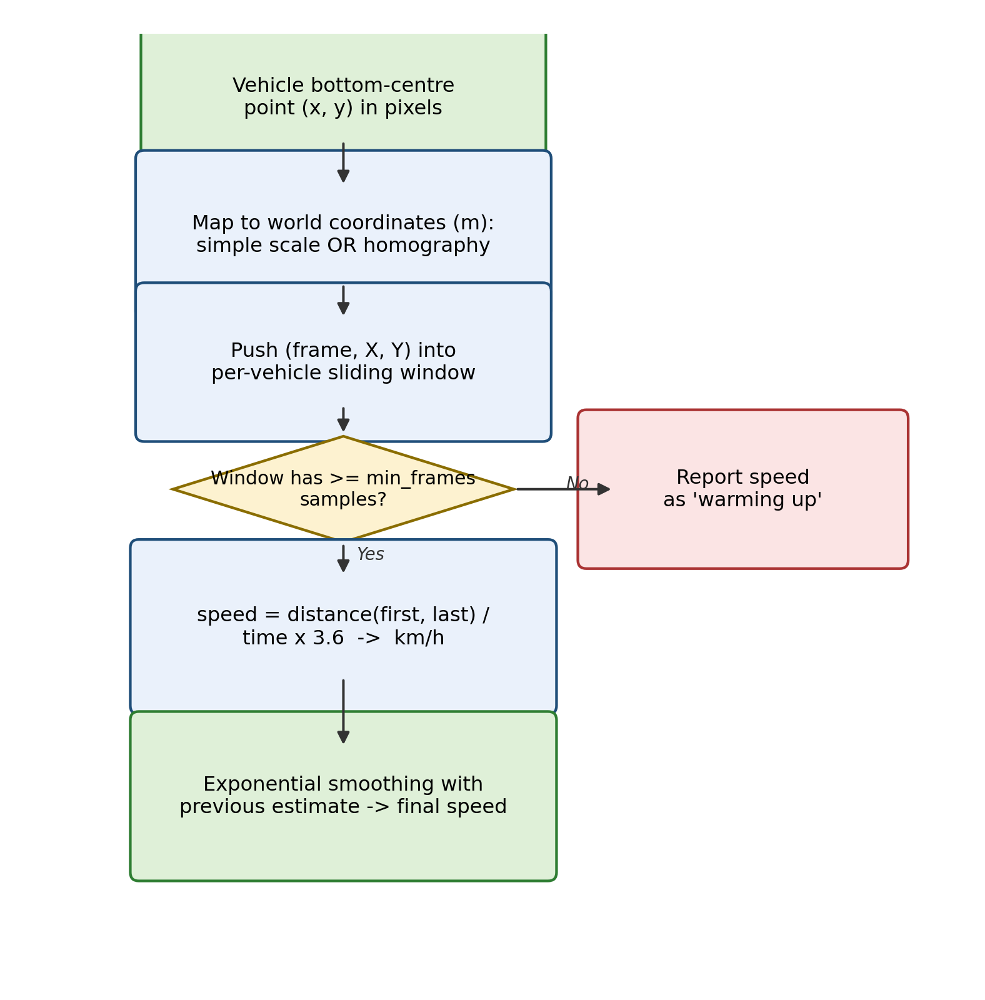 Vehicle bottom-centre
point (x, y) in pixels
Map to world coordinates (m):
simple scale OR homography
Push (frame, X, Y) into
per-vehicle sliding window
Window has >= min_frames
samples?
No
Report speed
as 'warming up'
Yes
speed = distance(first, last) /
time x 3.6  ->  km/h
Exponential smoothing with
previous estimate -> final speed